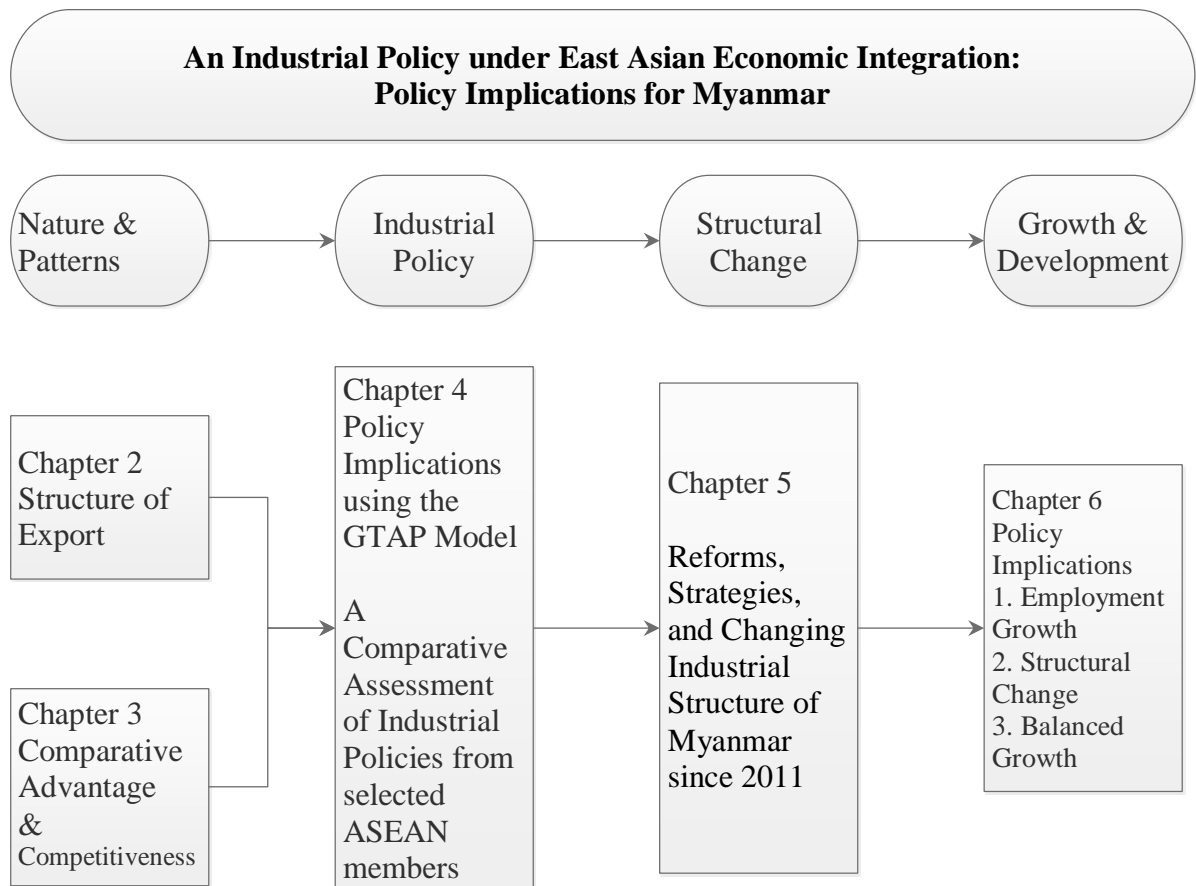 An Industrial Policy under East Asian Economic Integration:
Policy Implications for Myanmar
Nature &
Patterns
Industrial
Policy
Structural
Change
Growth &
Development
Chapter 2
Structure of
Export
Chapter 3
Comparative
Advantage
&
Competitiveness
Chapter 4
Policy
Implications
using the
GTAP Model
A
Comparative
Assessment
of Industrial
Policies from
selected
ASEAN
members
Chapter 5
Reforms,
Strategies,
and Changing
Industrial
Structure of
Myanmar
since 2011
Chapter 6
Policy
Implications
1. Employment
Growth
2. Structural
Change
3. Balanced
Growth